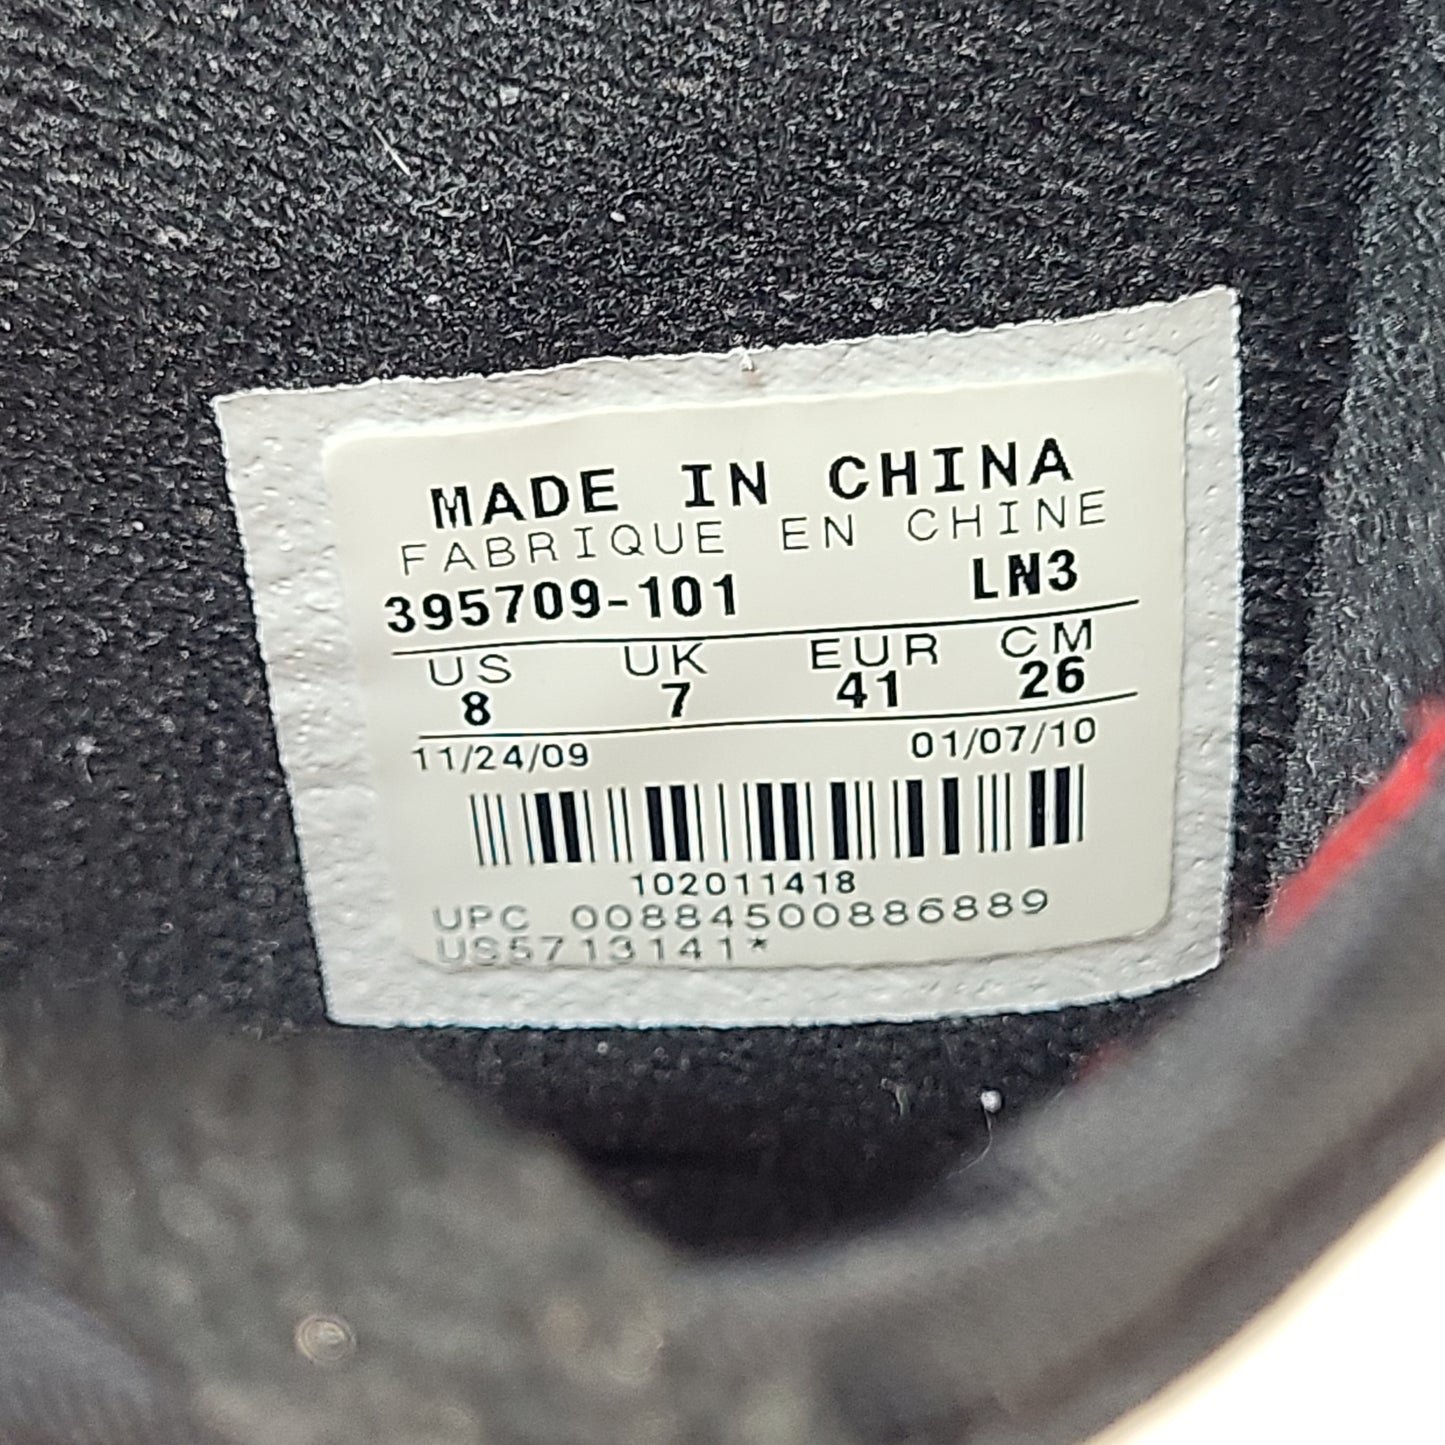 MADE IN CHINA
FABRIQUE EN CHINE
395709-101 LN3
US UK EUR CM
8 7 41 26
11/24/09 01/07/10
102011418
UPC 00884500886889
US5713141*